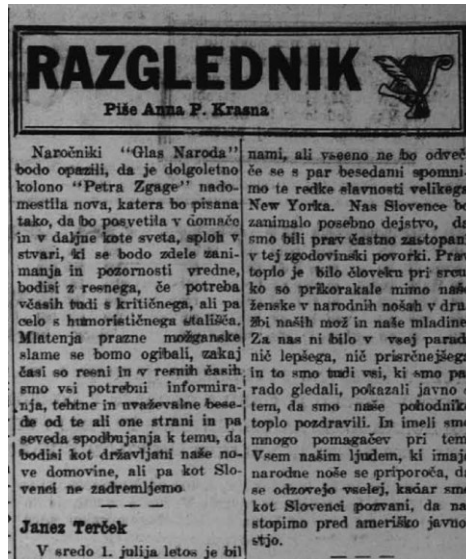 RAZGLEDNIK
Piše Anna P. Krasna
Naročniki "Glas Naroda"
bodo opazili, da je dolgoletno
kolono "Petra Zgage" nado-
mestila nova, katera bo pisana
tako, da bo posvetila v domače
in v daljne kote sveta, sploh v
stvari, ki se bodo zdele zani-
manja in pozornosti vredne,
bodisi z resnega, če potreba
včasih tudi s kritičnega, ali pa
celo s humorističnega stališča.
Mlatenja prazne možganske
slame se bomo ogibali, zakaj
časi so resni in v resnih časih
smo vsi potrebni informira-
nja, tehtne in uvaževalne bese-
de od te ali one strani in pa
seveda spodbujanja k temu, da
bodisi kot državljani naše no-
ve domovine, ali pa kot Slo-
venci ne zadremljemo
Janez Terček
V sredo 1. julija letos je bil
nami, ali vseeno ne bo odveč
če se s par besedami spomni-
mo te redke slavnosti velikega
New Yorka. Nas Slovence bo
zanimalo posebno dejstvo, da
smo bili prav častno zastopani
v tej zgodovinski povorki. Prav
toplo je bilo človeku pri srcu
ko so prikorakale mimo naše
ženske v narodnih nošah v dru
žbi naših mož in naše mladine
Za nas ni bilo v vsej parad
nič lepšega, nič prisrčnejšega
in to smo tudi vsi, ki smo pa
rado gledali, pokazali javno s
tem, da smo naše pohodnike
toplo pozdravili. In imeli smo
mnogo pomagačev pri tem
Vsem našim ljudem, ki imajo
narodne noše se priporoča, da
se odzovejo vselej, kadar smo
kot Slovenci pozvani, da na
stopimo pred ameriško javno
stjo.